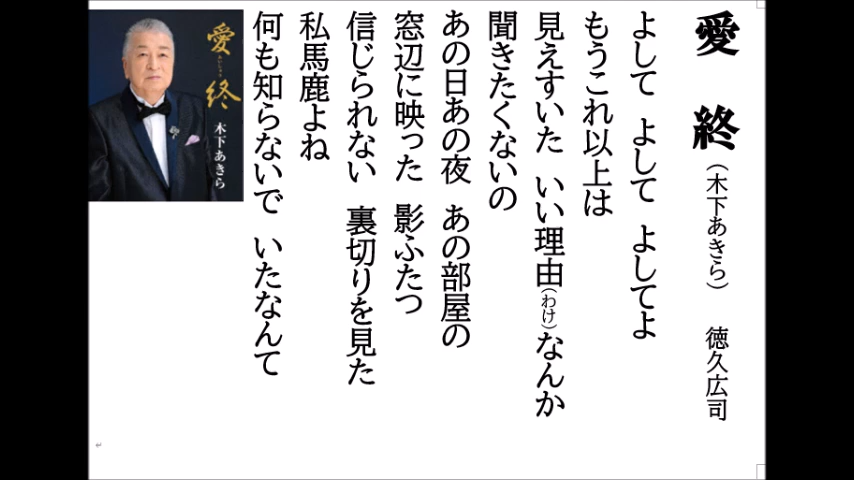 愛　終（木下あきら）　徳久広司
よして　よして　よしてよ
もうこれ以上は
見えすいた　いい理由（わけ）なんか
聞きたくないの
あの日あの夜　あの部屋の
窓辺に映った　影ふたつ
信じられない　裏切りを見た
私馬鹿よね
何も知らないで　いたなんて
愛終
木下あきら